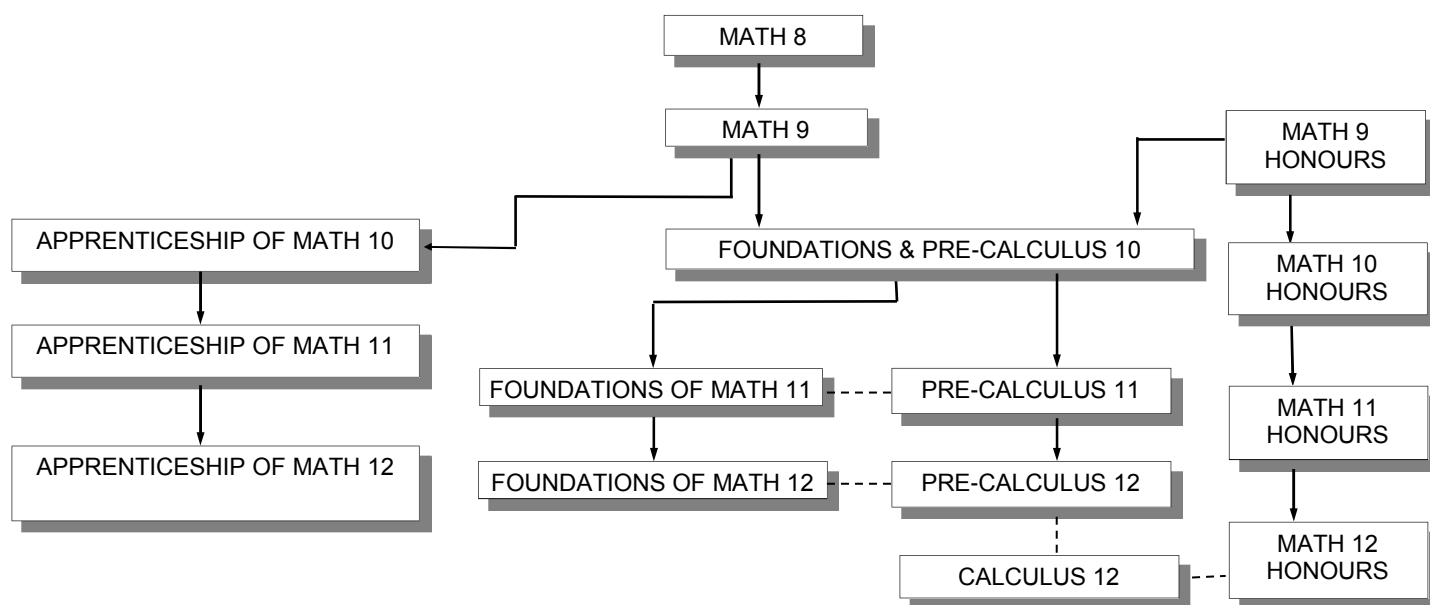 MATH 8
MATH 9
MATH 9
HONOURS
APPRENTICESHIP OF MATH 10
FOUNDATIONS & PRE-CALCULUS 10
MATH 10
HONOURS
APPRENTICESHIP OF MATH 11
FOUNDATIONS OF MATH 11
PRE-CALCULUS 11
MATH 11
HONOURS
APPRENTICESHIP OF MATH 12
FOUNDATIONS OF MATH 12
PRE-CALCULUS 12
MATH 12
HONOURS
CALCULUS 12